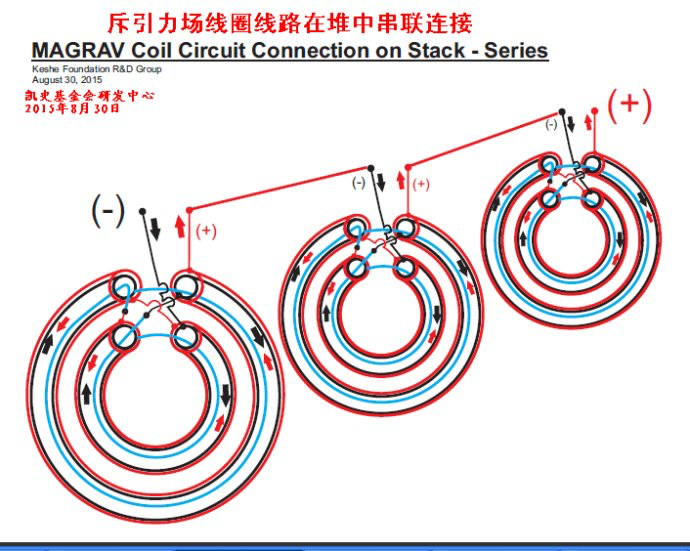 斥引力场线圈线路在堆中串联连接
MAGRAV Coil Circuit Connection on Stack - Series
Keshe Foundation R&D Group
August 30, 2015
凯史基金会研发中心
2015年8月30日
(-) (+)
(-) (+)
(-) (+)